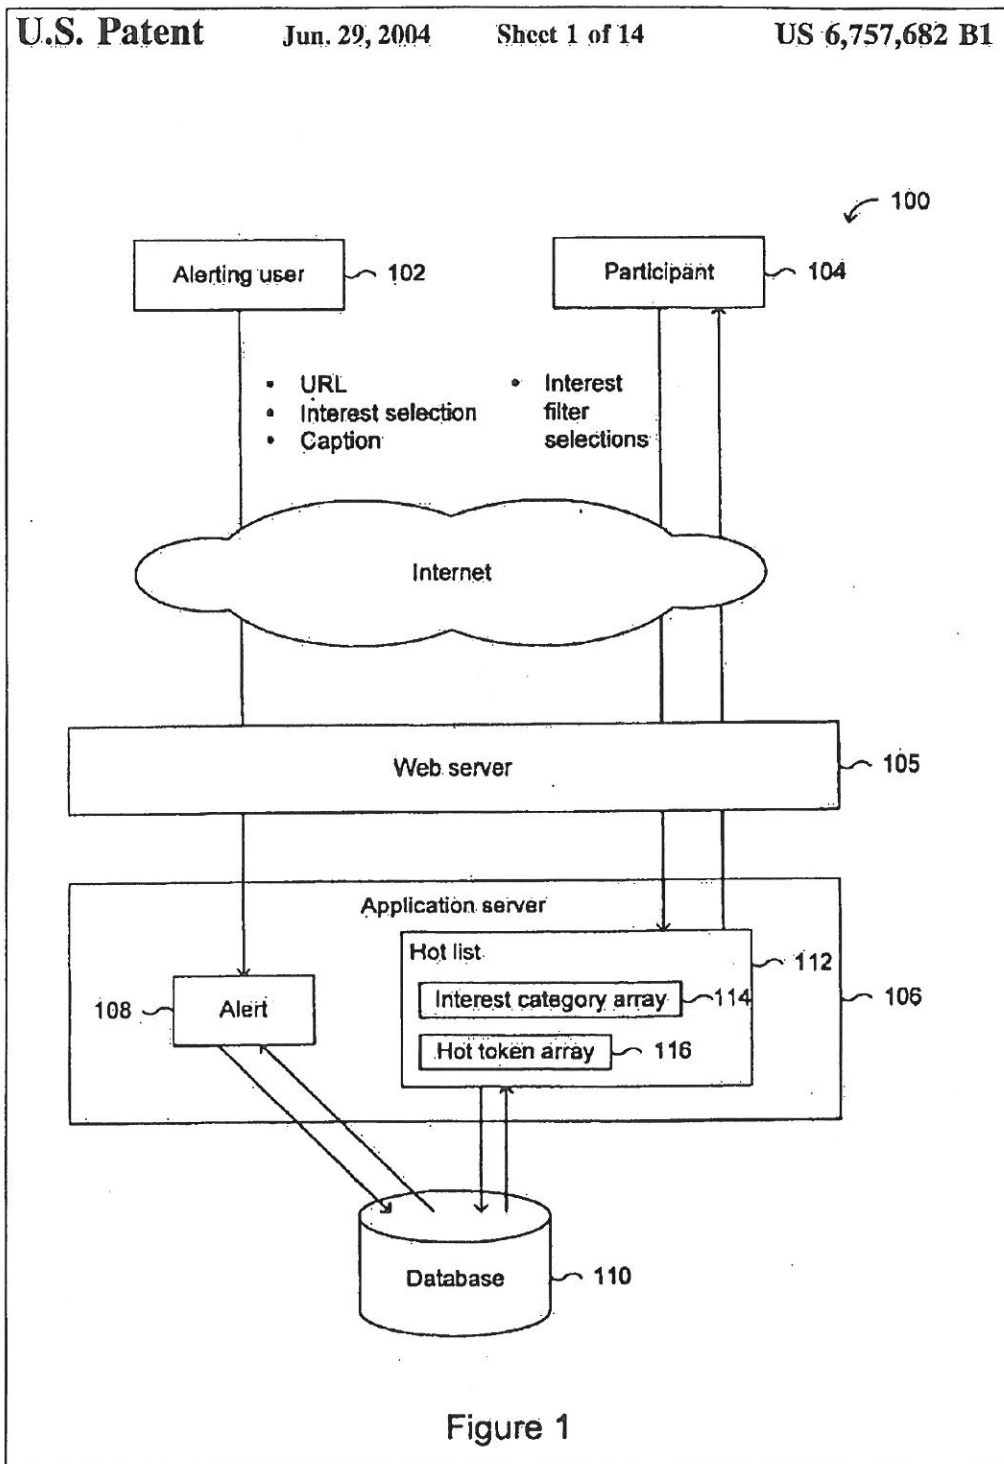 U.S. Patent Jun. 29, 2004 Sheet 1 of 14 US 6,757,682 B1
100
Alerting user 102
Participant 104
• URL
• Interest selection
• Caption
• Interest
filter
selections
Internet
Web server 105
Application server
106
Hot list
112
Interest category array 114
Hot token array 116
108 Alert
Database 110
Figure 1